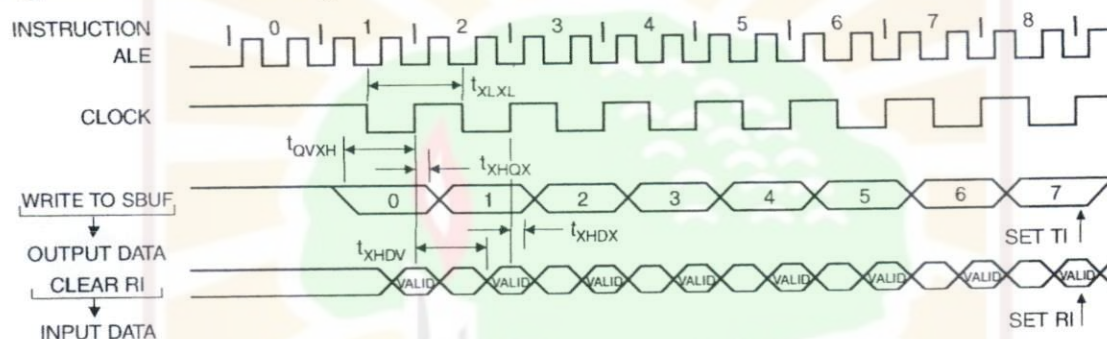 INSTRUCTION
0 1 2 3 4 5 6 7 8
ALE
tXLXL
CLOCK
tQVXH
tXHQX
WRITE TO SBUF
0 1 2 3 4 5 6 7
tXHDV
tXHDX
SET TI
OUTPUT DATA
CLEAR RI
VALID VALID VALID VALID VALID VALID VALID VALID
SET RI
INPUT DATA